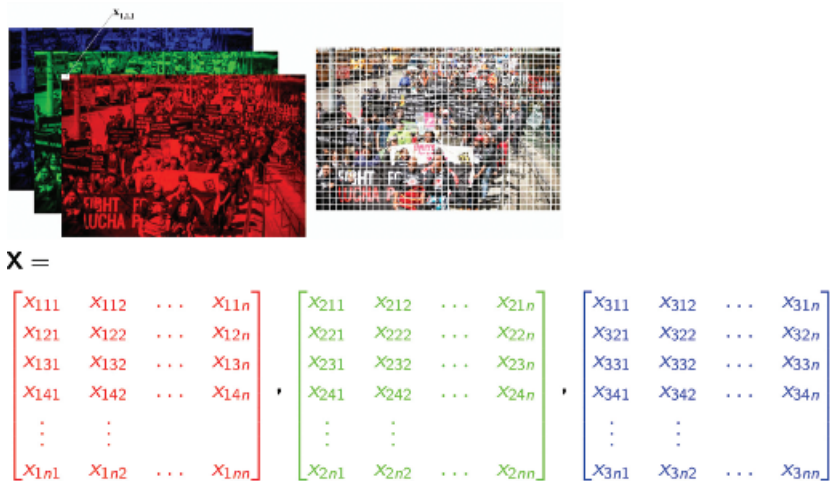 x₁,₁,₁
FIGHT FO
LUCHA P
X =
x₁₁₁ x₁₁₂ ... x₁₁ₙ
x₁₂₁ x₁₂₂ ... x₁₂ₙ
x₁₃₁ x₁₃₂ ... x₁₃ₙ
x₁₄₁ x₁₄₂ ... x₁₄ₙ
⋮ ⋮
x₁ₙ₁ x₁ₙ₂ ... x₁ₙₙ
,
x₂₁₁ x₂₁₂ ... x₂₁ₙ
x₂₂₁ x₂₂₂ ... x₂₂ₙ
x₂₃₁ x₂₃₂ ... x₂₃ₙ
x₂₄₁ x₂₄₂ ... x₂₄ₙ
⋮ ⋮
x₂ₙ₁ x₂ₙ₂ ... x₂ₙₙ
,
x₃₁₁ x₃₁₂ ... x₃₁ₙ
x₃₂₁ x₃₂₂ ... x₃₂ₙ
x₃₃₁ x₃₃₂ ... x₃₃ₙ
x₃₄₁ x₃₄₂ ... x₃₄ₙ
⋮ ⋮
x₃ₙ₁ x₃ₙ₂ ... x₃ₙₙ